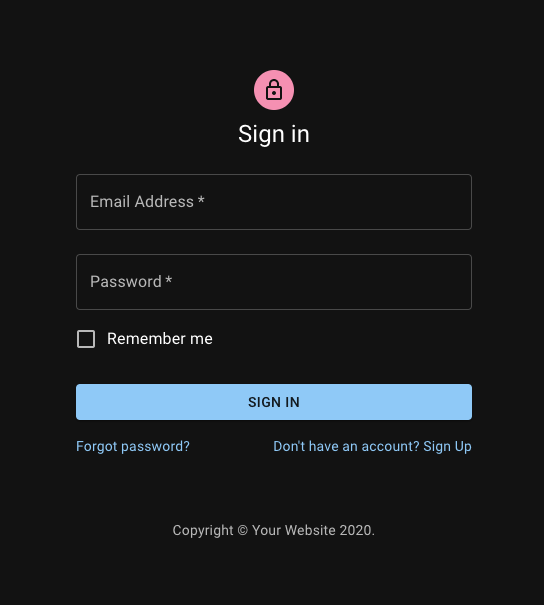 Sign in
Email Address *
Password *
Remember me
SIGN IN
Forgot password? Don't have an account? Sign Up
Copyright © Your Website 2020.